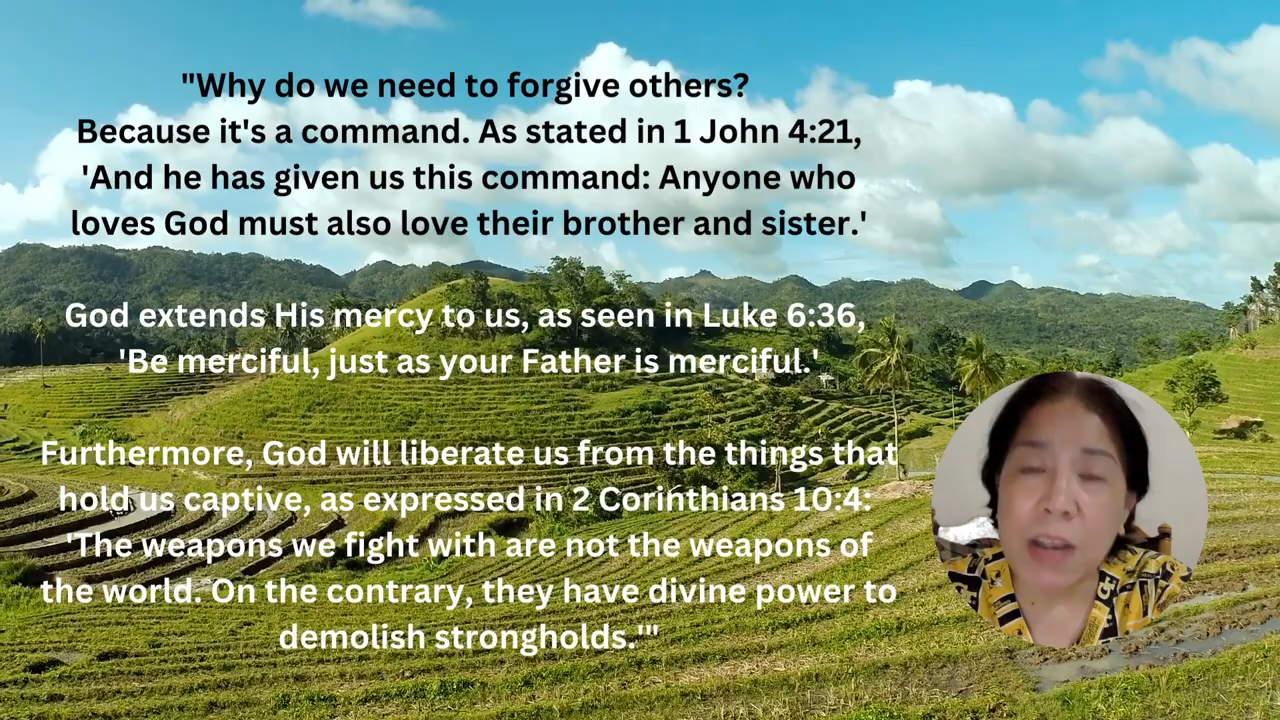 "Why do we need to forgive others?
Because it's a command. As stated in 1 John 4:21,
'And he has given us this command: Anyone who
loves God must also love their brother and sister.'
God extends His mercy to us, as seen in Luke 6:36,
'Be merciful, just as your Father is merciful.'
Furthermore, God will liberate us from the things that
hold us captive, as expressed in 2 Corinthians 10:4:
'The weapons we fight with are not the weapons of
the world. On the contrary, they have divine power to
demolish strongholds.'"